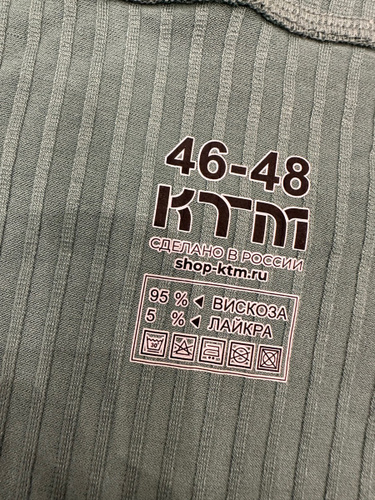 46-48
KTM
СДЕЛАНО В РОССИИ
shop-ktm.ru
95 % ◄ ВИСКОЗА
5 % ◄ ЛАЙКРА